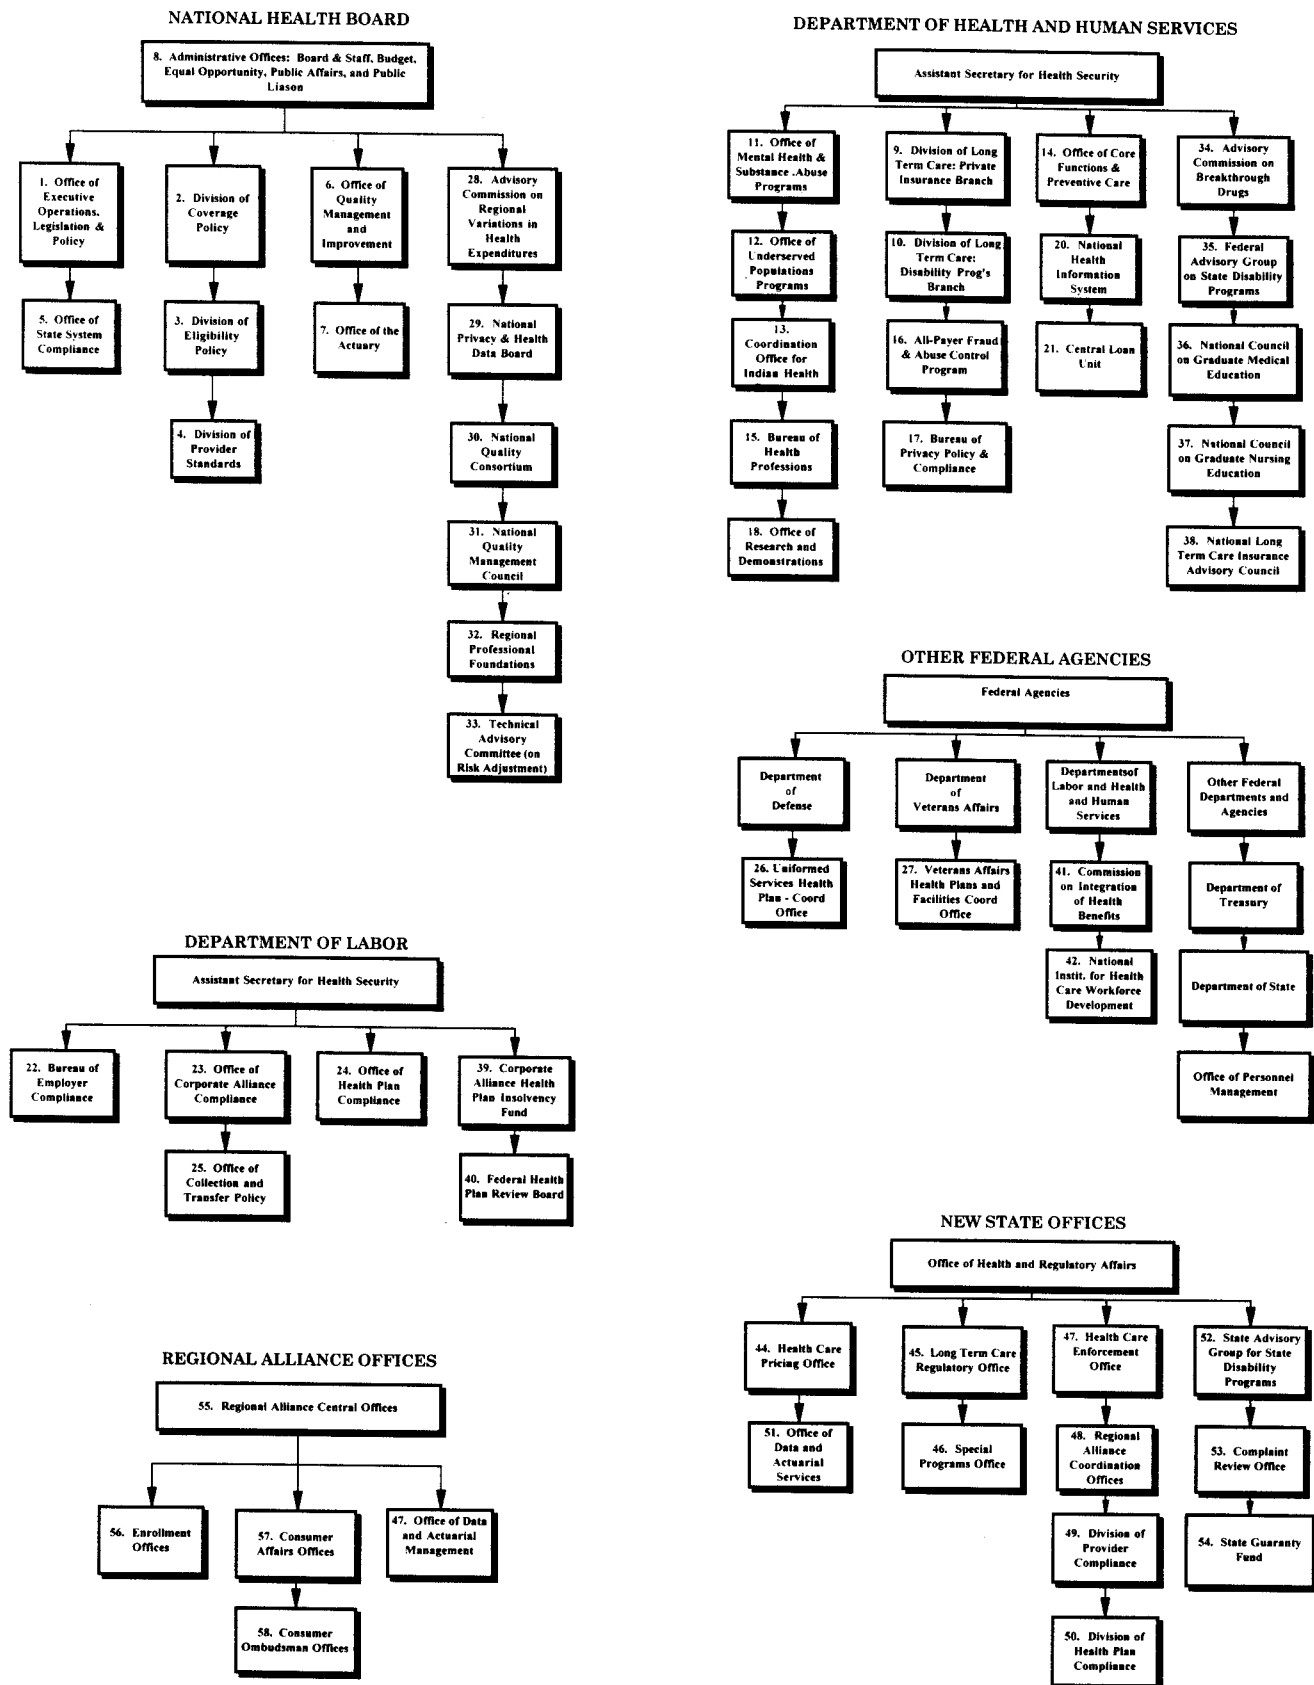 NATIONAL HEALTH BOARD
8. Administrative Offices: Board & Staff, Budget,
Equal Opportunity, Public Affairs, and Public
Liason
1. Office of
Executive
Operations,
Legislation &
Policy
2. Division of
Coverage
Policy
6. Office of
Quality
Management
and
Improvement
28. Advisory
Commission on
Regional
Variations in
Health
Expenditures
5. Office of
State System
Compliance
3. Division of
Eligibility
Policy
7. Office of the
Actuary
29. National
Privacy & Health
Data Board
4. Division of
Provider
Standards
30. National
Quality
Consortium
31. National
Quality
Management
Council
32. Regional
Professional
Foundations
33. Technical
Advisory
Committee (on
Risk Adjustment)
DEPARTMENT OF HEALTH AND HUMAN SERVICES
Assistant Secretary for Health Security
11. Office of
Mental Health &
Substance .Abuse
Programs
9. Division of Long
Term Care: Private
Insurance Branch
14. Office of Core
Functions &
Preventive Care
34. Advisory
Commission on
Breakthrough
Drugs
12. Office of
Underserved
Populations
Programs
10. Division of Long
Term Care:
Disability Prog's
Branch
20. National
Health
Information
System
35. Federal
Advisory Group
on State Disability
Programs
13.
Coordination
Office for
Indian Health
16. All-Payer Fraud
& Abuse Control
Program
21. Central Loan
Unit
36. National Council
on Graduate Medical
Education
15. Bureau of
Health
Professions
17. Bureau of
Privacy Policy &
Compliance
37. National Council
on Graduate Nursing
Education
18. Office of
Research and
Demonstrations
38. National Long
Term Care Insurance
Advisory Council
OTHER FEDERAL AGENCIES
Federal Agencies
Department
of
Defense
Department
of
Veterans Affairs
Departmentsof
Labor and Health
and Human
Services
Other Federal
Departments and
Agencies
26. Uniformed
Services Health
Plan - Coord
Office
27. Veterans Affairs
Health Plans and
Facilities Coord
Office
41. Commission
on Integration
of Health
Benefits
Department of
Treasury
42. National
Instit. for Health
Care Workforce
Development
Department of State
Office of Personnel
Management
DEPARTMENT OF LABOR
Assistant Secretary for Health Security
22. Bureau of
Employer
Compliance
23. Office of
Corporate Alliance
Compliance
24. Office of
Health Plan
Compliance
39. Corporate
Alliance Health
Plan Insolvency
Fund
25. Office of
Collection and
Transfer Policy
40. Federal Health
Plan Review Board
NEW STATE OFFICES
Office of Health and Regulatory Affairs
44. Health Care
Pricing Office
45. Long Term Care
Regulatory Office
47. Health Care
Enforcement
Office
52. State Advisory
Group for State
Disability
Programs
51. Office of
Data and
Actuarial
Services
46. Special
Programs Office
48. Regional
Alliance
Coordination
Offices
53. Complaint
Review Office
49. Division of
Provider
Compliance
54. State Guaranty
Fund
50. Division of
Health Plan
Compliance
REGIONAL ALLIANCE OFFICES
55. Regional Alliance Central Offices
56. Enrollment
Offices
57. Consumer
Affairs Offices
47. Office of Data
and Actuarial
Management
58. Consumer
Ombudsman Offices